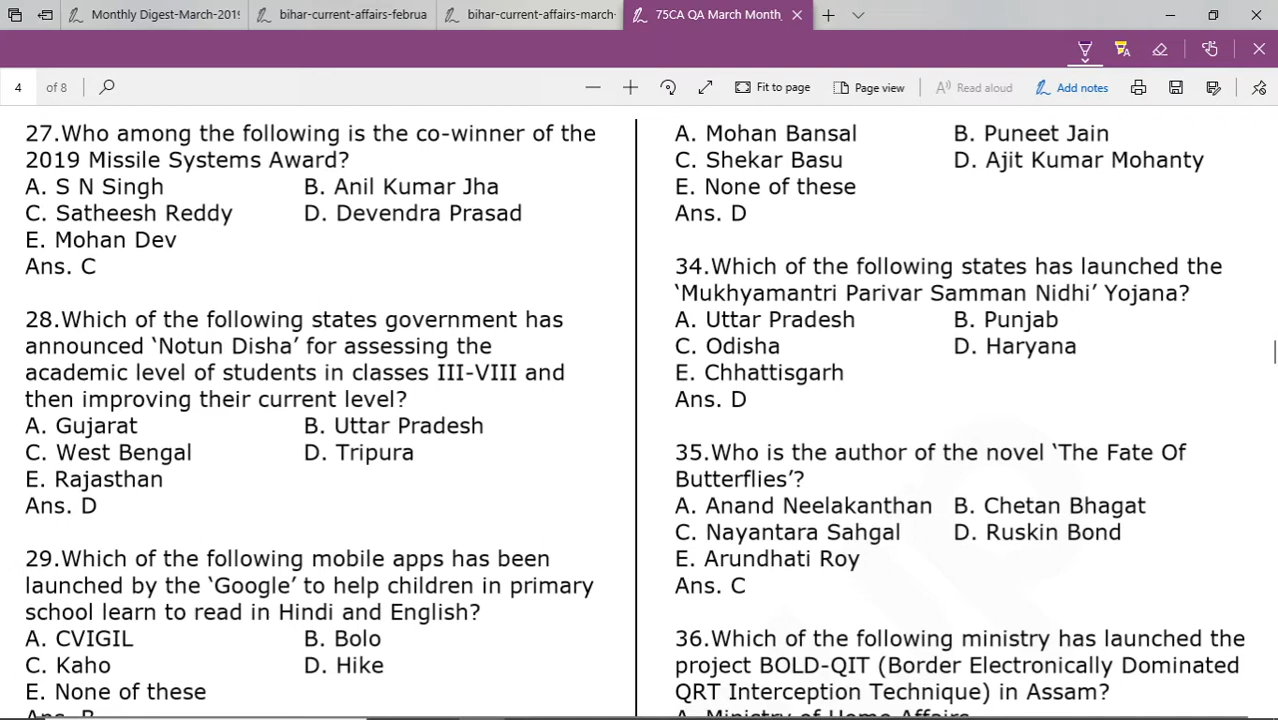 Monthly Digest-March-2019
bihar-current-affairs-februa
bihar-current-affairs-march-
75CA QA March Month
4 of 8
Fit to page
Page view
Read aloud
Add notes
27.Who among the following is the co-winner of the
2019 Missile Systems Award?
A. S N Singh B. Anil Kumar Jha
C. Satheesh Reddy D. Devendra Prasad
E. Mohan Dev
Ans. C
28.Which of the following states government has
announced ‘Notun Disha’ for assessing the
academic level of students in classes III-VIII and
then improving their current level?
A. Gujarat B. Uttar Pradesh
C. West Bengal D. Tripura
E. Rajasthan
Ans. D
29.Which of the following mobile apps has been
launched by the ‘Google’ to help children in primary
school learn to read in Hindi and English?
A. CVIGIL B. Bolo
C. Kaho D. Hike
E. None of these
Ans. B
A. Mohan Bansal B. Puneet Jain
C. Shekar Basu D. Ajit Kumar Mohanty
E. None of these
Ans. D
34.Which of the following states has launched the
‘Mukhyamantri Parivar Samman Nidhi’ Yojana?
A. Uttar Pradesh B. Punjab
C. Odisha D. Haryana
E. Chhattisgarh
Ans. D
35.Who is the author of the novel ‘The Fate Of
Butterflies’?
A. Anand Neelakanthan B. Chetan Bhagat
C. Nayantara Sahgal D. Ruskin Bond
E. Arundhati Roy
Ans. C
36.Which of the following ministry has launched the
project BOLD-QIT (Border Electronically Dominated
QRT Interception Technique) in Assam?
A. Ministry of Home Affairs